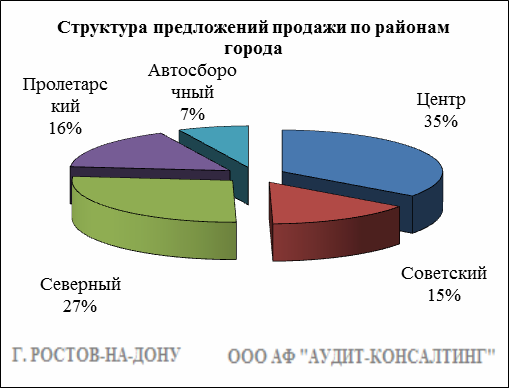 Структура предложений продажи по районам
города
Автосборо
чный
7%
Пролетарс
кий
16%
Центр
35%
Советский
15%
Северный
27%
Г. РОСТОВ-НА-ДОНУ
ООО АФ "АУДИТ-КОНСАЛТИНГ"